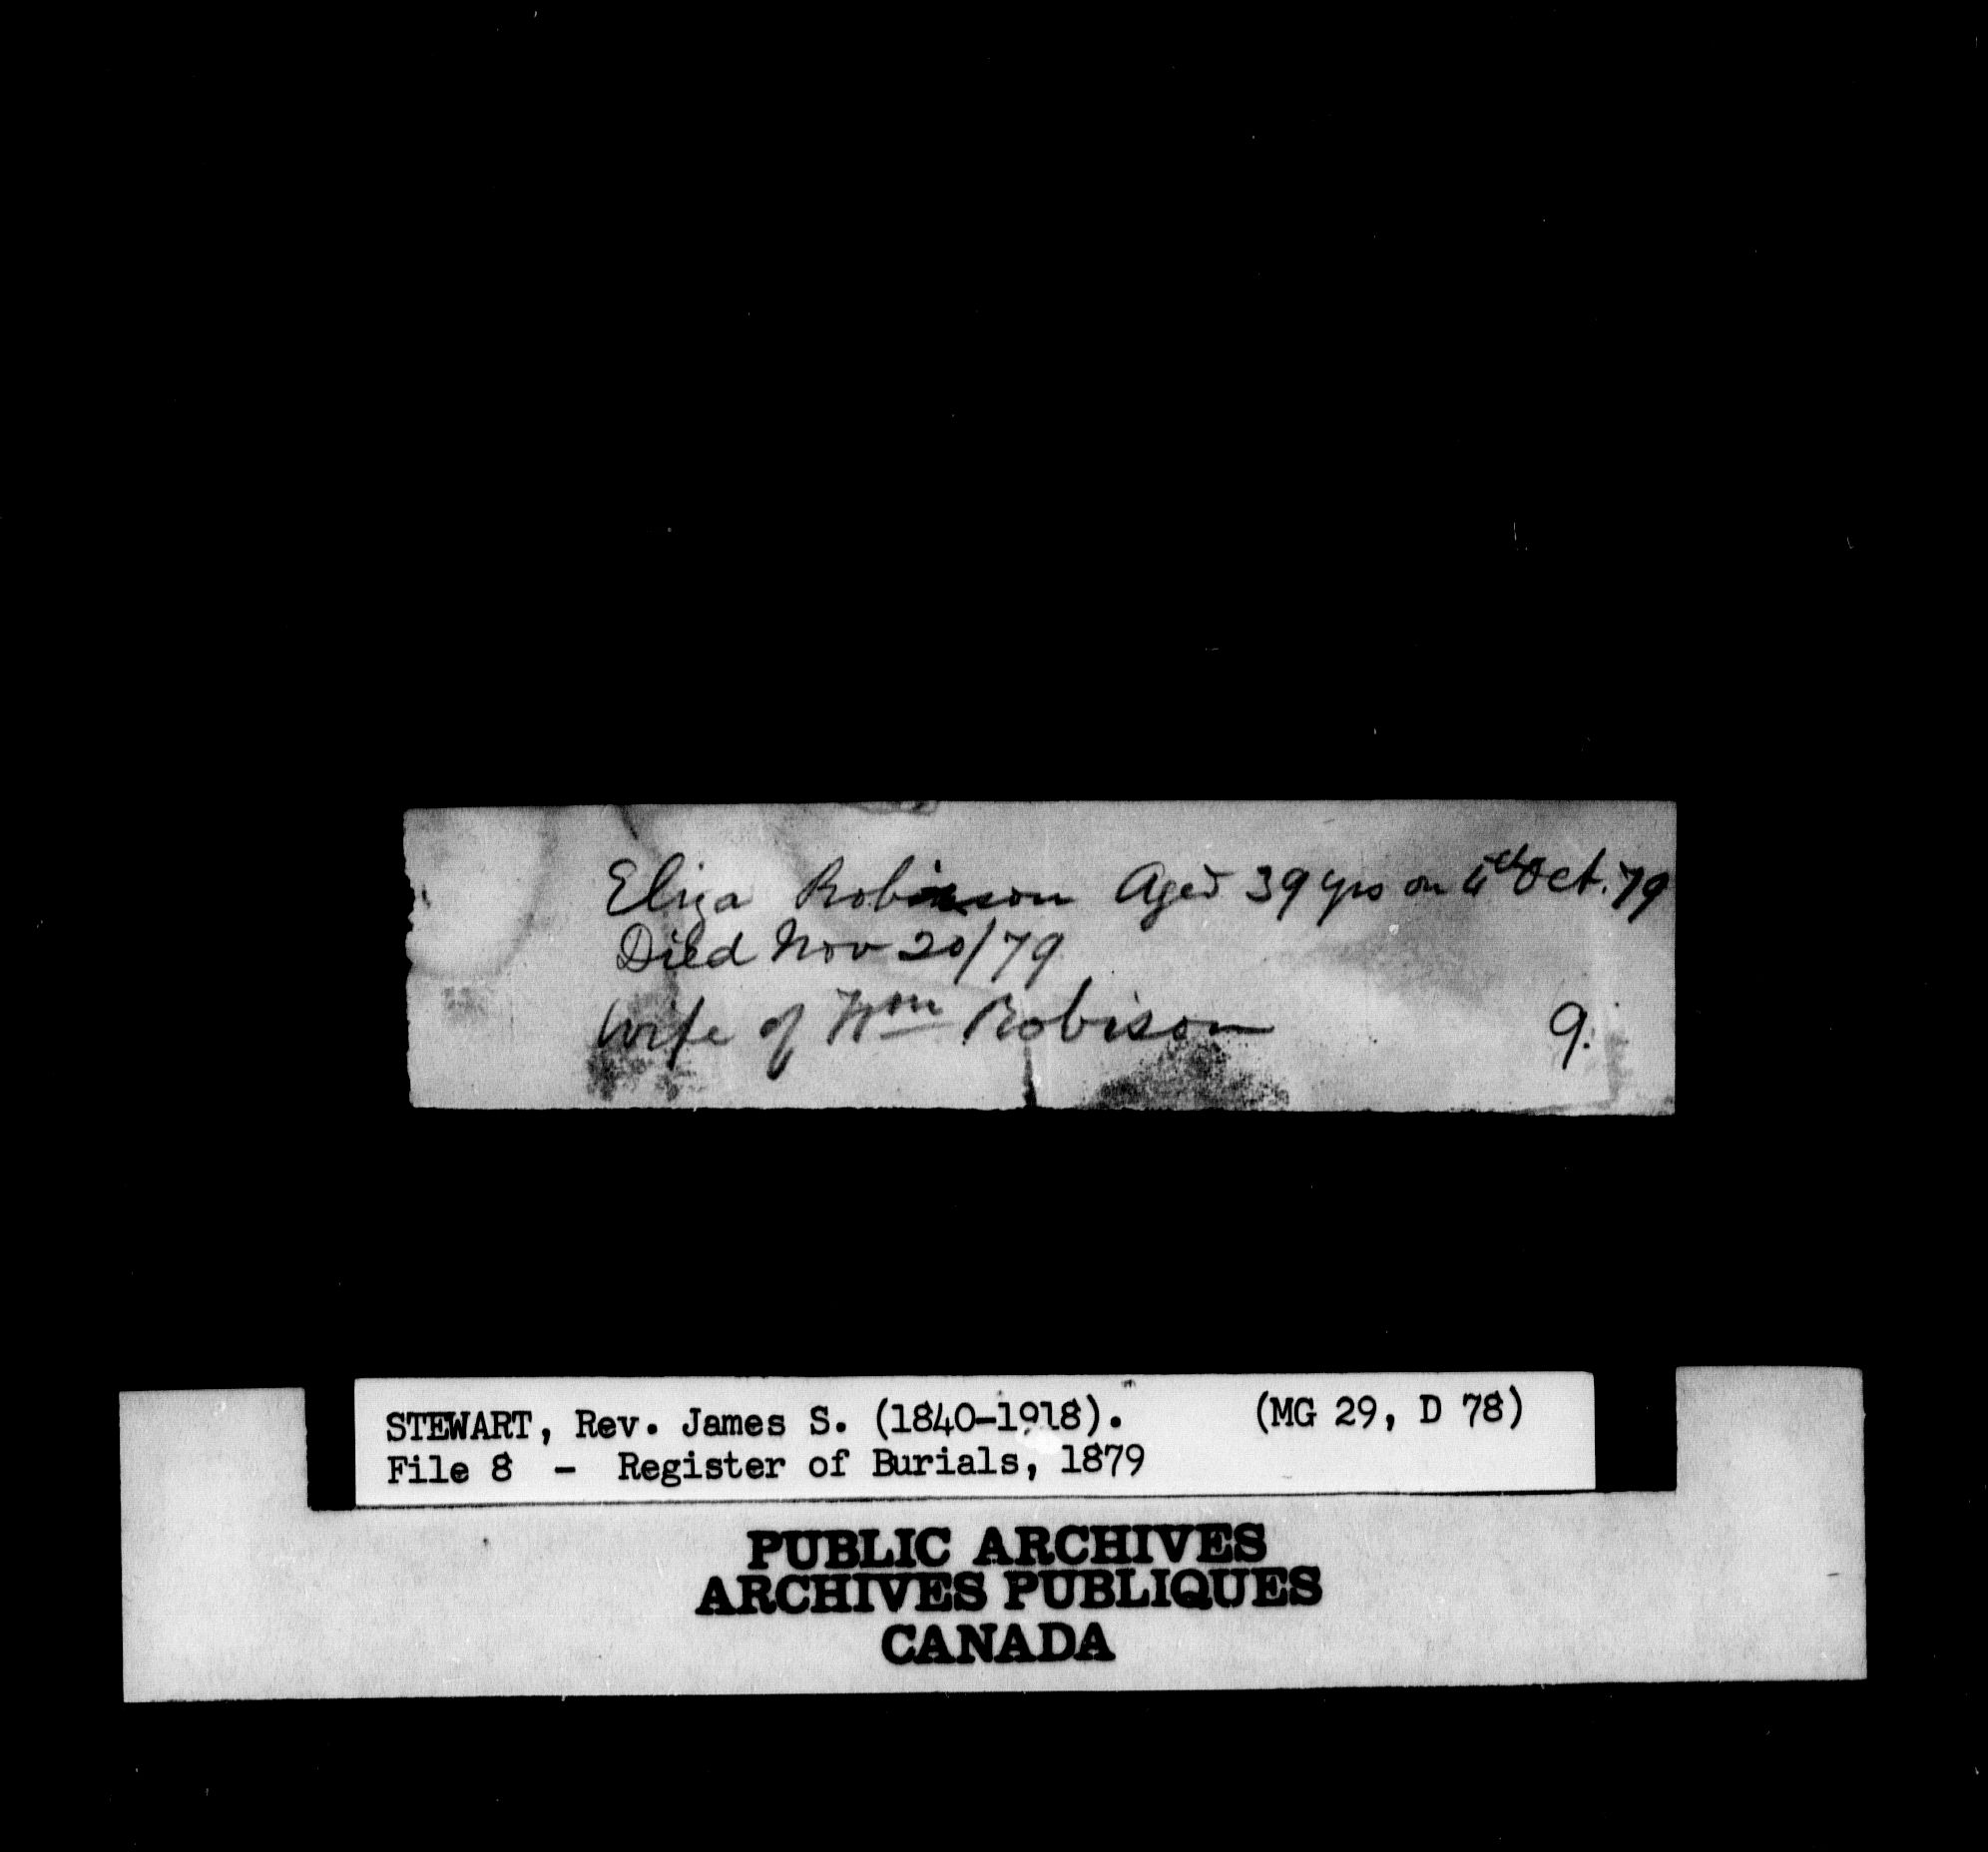 Eliza Robison Aged 39 yrs on 4th Oct. 79
Died Nov 20/79
wife of Wm Robison 9.
STEWART, Rev. James S. (1840-1918). (MG 29, D 78)
File 8 - Register of Burials, 1879
PUBLIC ARCHIVES
ARCHIVES PUBLIQUES
CANADA